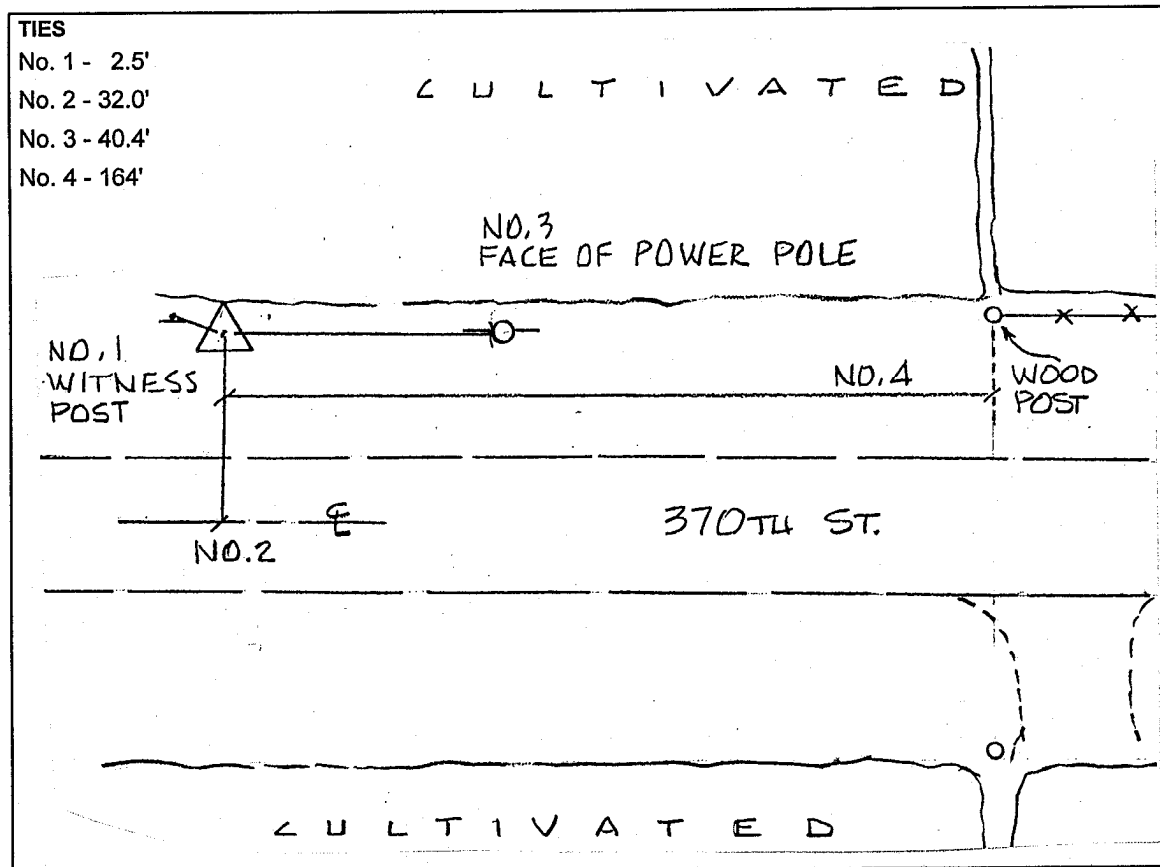 TIES
No. 1 - 2.5'
No. 2 - 32.0'
No. 3 - 40.4'
No. 4 - 164'
CULTIVATED
NO.3
FACE OF POWER POLE
NO.1
WITNESS
POST
NO.4
WOOD
POST
℄
370TH ST.
NO.2
CULTIVATED